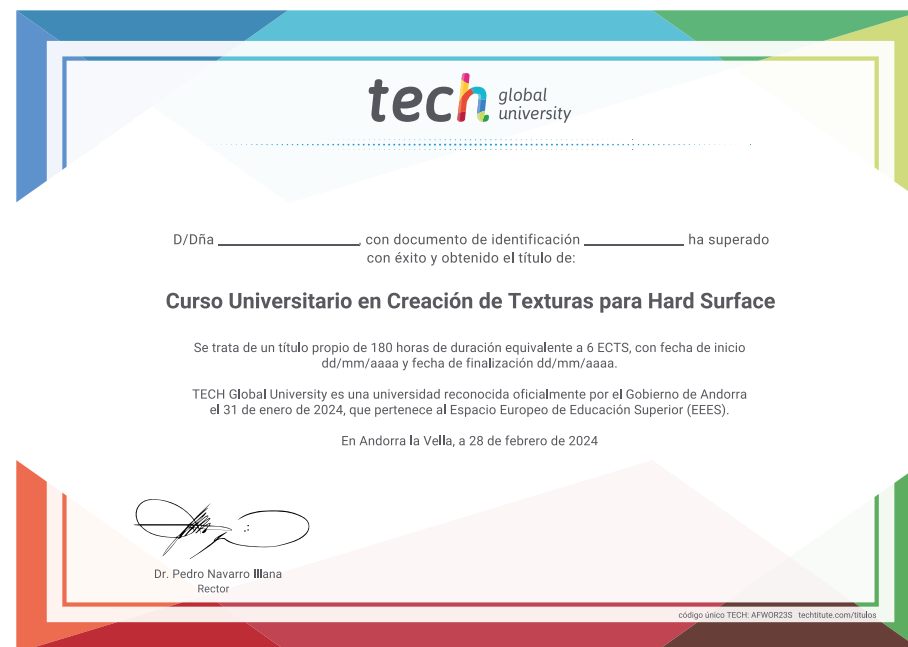 tech global university
D/Dña ______________, con documento de identificación __________ ha superado
con éxito y obtenido el título de:
Curso Universitario en Creación de Texturas para Hard Surface
Se trata de un título propio de 180 horas de duración equivalente a 6 ECTS, con fecha de inicio
dd/mm/aaaa y fecha de finalización dd/mm/aaaa.
TECH Global University es una universidad reconocida oficialmente por el Gobierno de Andorra
el 31 de enero de 2024, que pertenece al Espacio Europeo de Educación Superior (EEES).
En Andorra la Vella, a 28 de febrero de 2024
Dr. Pedro Navarro Illana
Rector
código único TECH: AFWOR23S techtitute.com/titulos